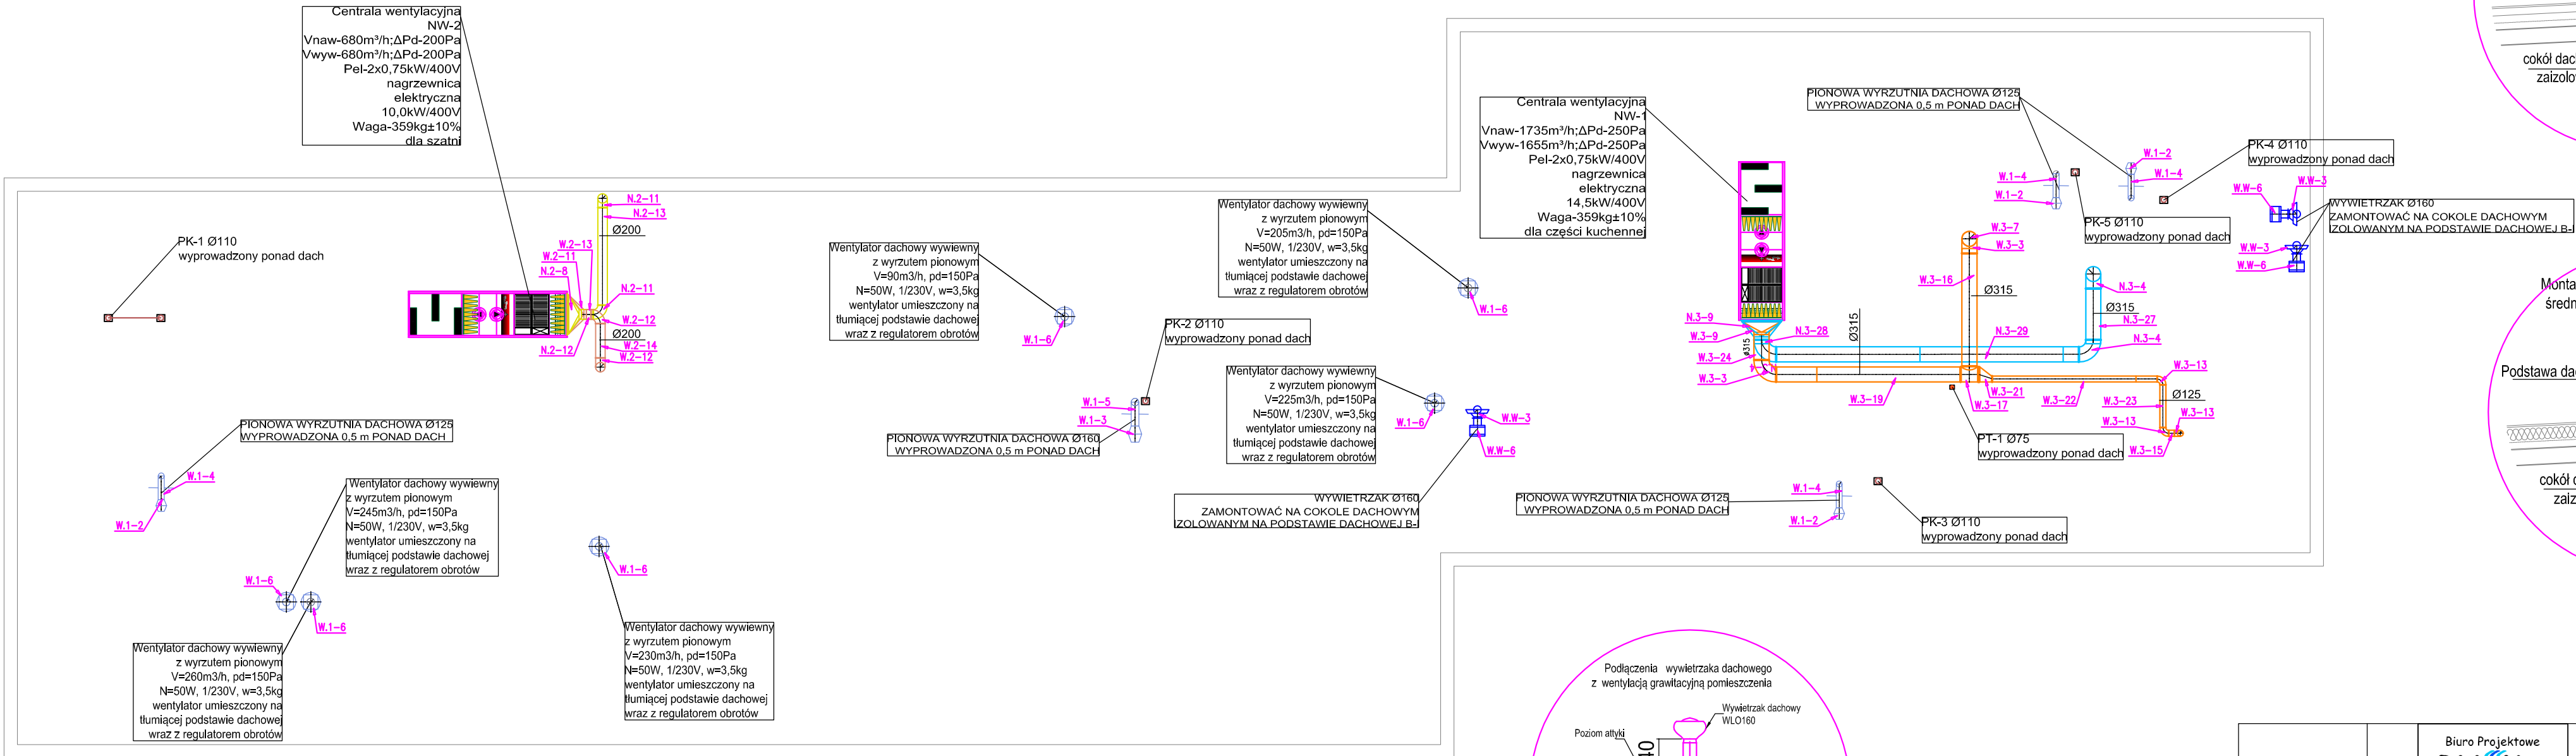 Centrala wentylacyjna
NW-2
Vnaw-680m³/h;ΔPd-200Pa
Vwyw-680m³/h;ΔPd-200Pa
Pel-2x0,75kW/400V
nagrzewnica
elektryczna
10,0kW/400V
Waga-359kg±10%
dla szatni
PK-1 Ø110
wyprowadzony ponad dach
N.2-11
N.2-13
Ø200
W.2-13
W.2-11
N.2-8
N.2-11
W.2-12
Ø200
W.2-14
N.2-12
W.2-12
PIONOWA WYRZUTNIA DACHOWA Ø125
WYPROWADZONA 0,5 m PONAD DACH
W.1-4
W.1-2
Wentylator dachowy wywiewny
z wyrzutem pionowym
V=245m3/h, pd=150Pa
N=50W, 1/230V, w=3,5kg
wentylator umieszczony na
tłumiącej podstawie dachowej
wraz z regulatorem obrotów
W.1-6
W.1-6
Wentylator dachowy wywiewny
z wyrzutem pionowym
V=260m3/h, pd=150Pa
N=50W, 1/230V, w=3,5kg
wentylator umieszczony na
tłumiącej podstawie dachowej
wraz z regulatorem obrotów
W.1-6
Wentylator dachowy wywiewny
z wyrzutem pionowym
V=230m3/h, pd=150Pa
N=50W, 1/230V, w=3,5kg
wentylator umieszczony na
tłumiącej podstawie dachowej
wraz z regulatorem obrotów
Wentylator dachowy wywiewny
z wyrzutem pionowym
V=90m3/h, pd=150Pa
N=50W, 1/230V, w=3,5kg
wentylator umieszczony na
tłumiącej podstawie dachowej
wraz z regulatorem obrotów
W.1-6
PK-2 Ø110
wyprowadzony ponad dach
W.1-5
W.1-3
PIONOWA WYRZUTNIA DACHOWA Ø160
WYPROWADZONA 0,5 m PONAD DACH
Wentylator dachowy wywiewny
z wyrzutem pionowym
V=205m3/h, pd=150Pa
N=50W, 1/230V, w=3,5kg
wentylator umieszczony na
tłumiącej podstawie dachowej
wraz z regulatorem obrotów
W.1-6
Wentylator dachowy wywiewny
z wyrzutem pionowym
V=225m3/h, pd=150Pa
N=50W, 1/230V, w=3,5kg
wentylator umieszczony na
tłumiącej podstawie dachowej
wraz z regulatorem obrotów
W.1-6
W.W-3
W.W-6
WYWIETRZAK Ø160
ZAMONTOWAĆ NA COKOLE DACHOWYM
IZOLOWANYM NA PODSTAWIE DACHOWEJ B-I
Centrala wentylacyjna
NW-1
Vnaw-1735m³/h;ΔPd-250Pa
Vwyw-1655m³/h;ΔPd-250Pa
Pel-2x0,75kW/400V
nagrzewnica
elektryczna
14,5kW/400V
Waga-359kg±10%
dla części kuchennej
PIONOWA WYRZUTNIA DACHOWA Ø125
WYPROWADZONA 0,5 m PONAD DACH
W.1-4
W.1-2
W.1-2
W.1-4
PK-4 Ø110
wyprowadzony ponad dach
PK-5 Ø110
wyprowadzony ponad dach
W.W-6
W.W-3
W.W-3
W.W-6
WYWIETRZAK Ø160
ZAMONTOWAĆ NA COKOLE DACHOWYM
IZOLOWANYM NA PODSTAWIE DACHOWEJ B-I
W.3-7
W.3-3
W.3-16
Ø315
N.3-4
Ø315
N.3-27
N.3-4
N.3-9
W.3-9
N.3-28
Ø315
Ø315
N.3-29
W.3-24
W.3-3
W.3-19
W.3-17
W.3-21
W.3-22
W.3-13
W.3-23
Ø125
W.3-13
W.3-13
W.3-15
PT-1 Ø75
wyprowadzony ponad dach
PIONOWA WYRZUTNIA DACHOWA Ø125
WYPROWADZONA 0,5 m PONAD DACH
W.1-4
W.1-2
PK-3 Ø110
wyprowadzony ponad dach
Podłączenia wywietrzaka dachowego
z wentylacją grawitacyjną pomieszczenia
Wywietrzak dachowy
WLO160
Poziom attyki
40
cokół dac
zaizolo
Monta
średn
Podstawa da
cokół
zaiz
Biuro Projektowe